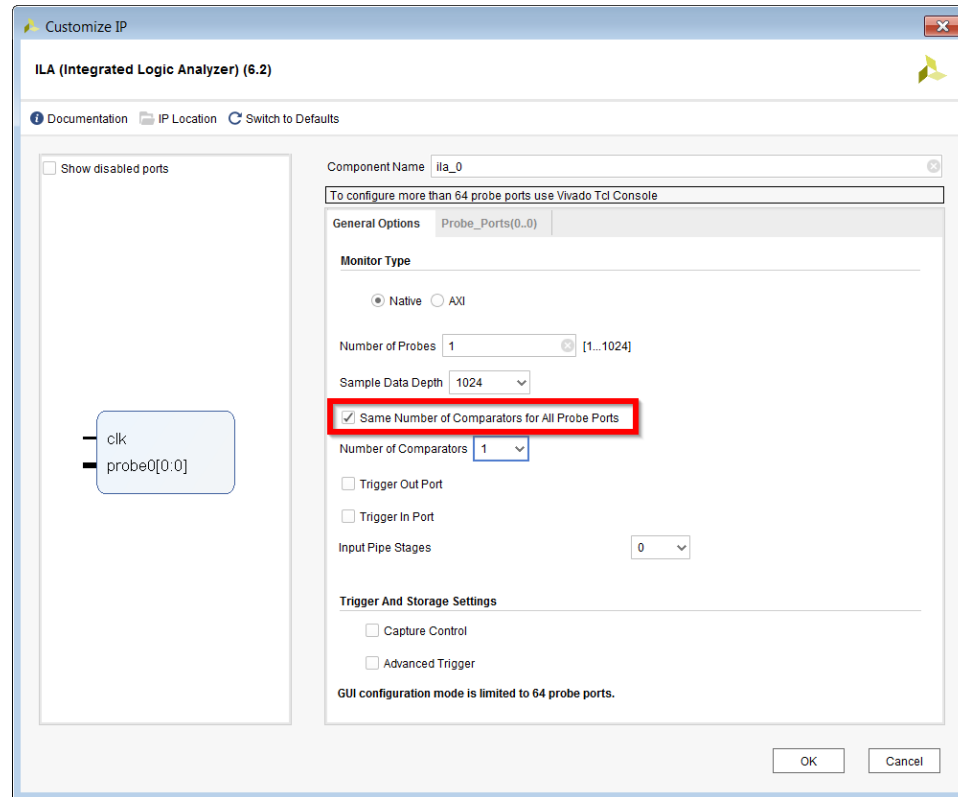 Customize IP
ILA (Integrated Logic Analyzer) (6.2)
Documentation IP Location Switch to Defaults
Show disabled ports
Component Name ila_0
To configure more than 64 probe ports use Vivado Tcl Console
General Options Probe_Ports(0..0)
Monitor Type
Native AXI
Number of Probes 1 [1...1024]
Sample Data Depth 1024
Same Number of Comparators for All Probe Ports
clk
Number of Comparators 1
probe0[0:0]
Trigger Out Port
Trigger In Port
Input Pipe Stages 0
Trigger And Storage Settings
Capture Control
Advanced Trigger
GUI configuration mode is limited to 64 probe ports.
OK Cancel